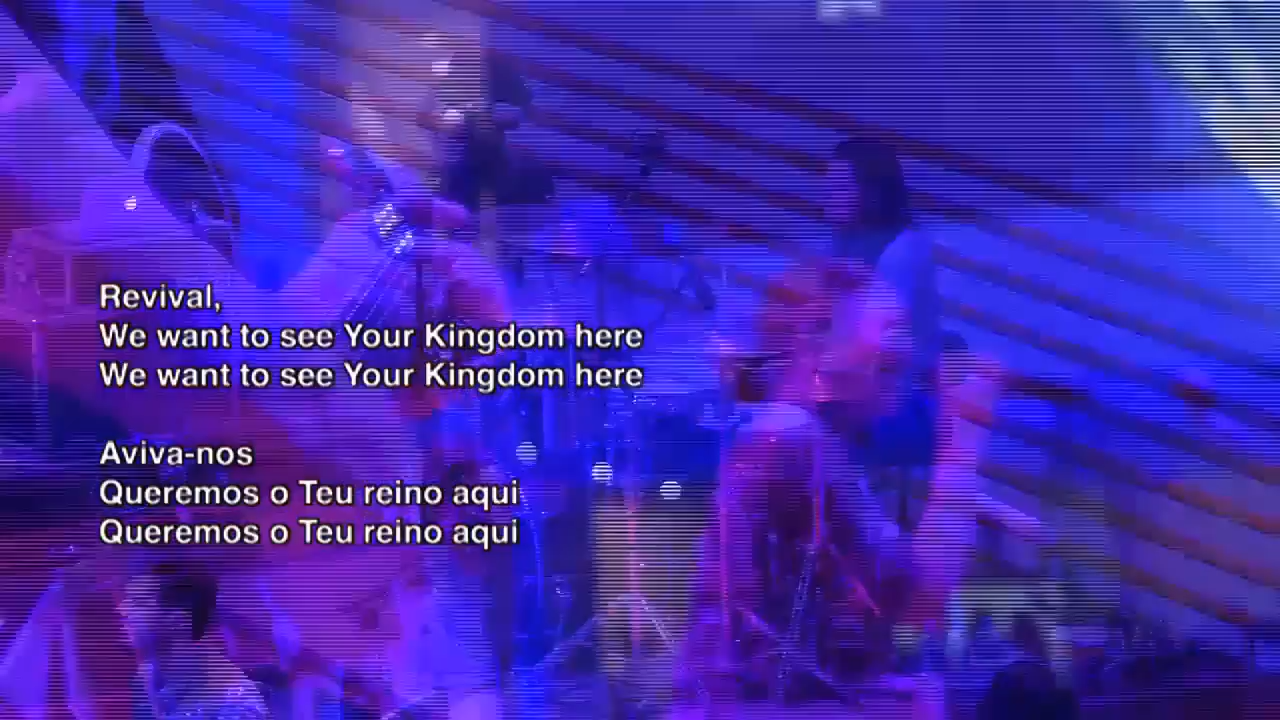 Revival,
We want to see Your Kingdom here
We want to see Your Kingdom here
Aviva-nos
Queremos o Teu reino aqui
Queremos o Teu reino aqui